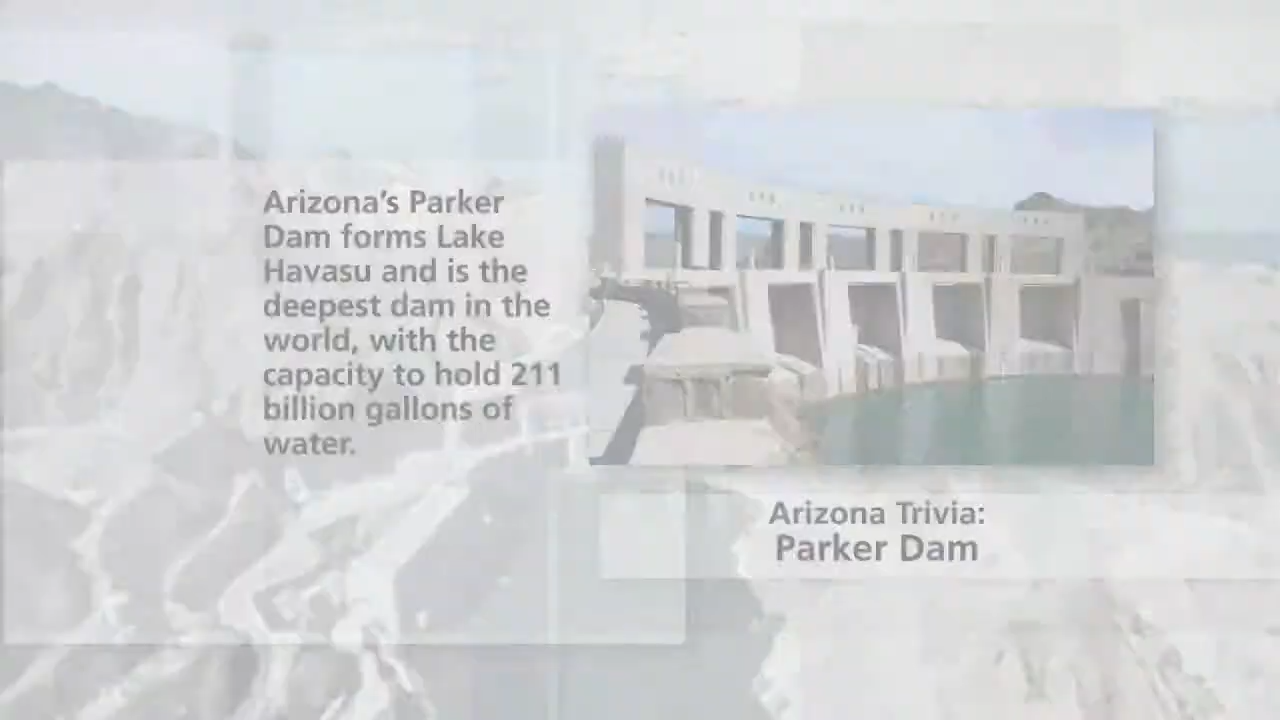 Arizona's Parker
Dam forms Lake
Havasu and is the
deepest dam in the
world, with the
capacity to hold 211
billion gallons of
water.
Arizona Trivia:
Parker Dam